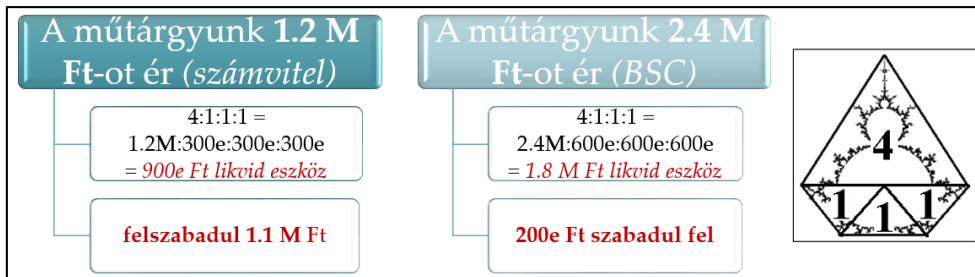 A műtárgyunk 1.2 M
Ft-ot ér (számvitel)
4:1:1:1 =
1.2M:300e:300e:300e
= 900e Ft likvid eszköz
felszabadul 1.1 M Ft
A műtárgyunk 2.4 M
Ft-ot ér (BSC)
4:1:1:1 =
2.4M:600e:600e:600e
= 1.8 M Ft likvid eszköz
200e Ft szabadul fel
4
1 1 1